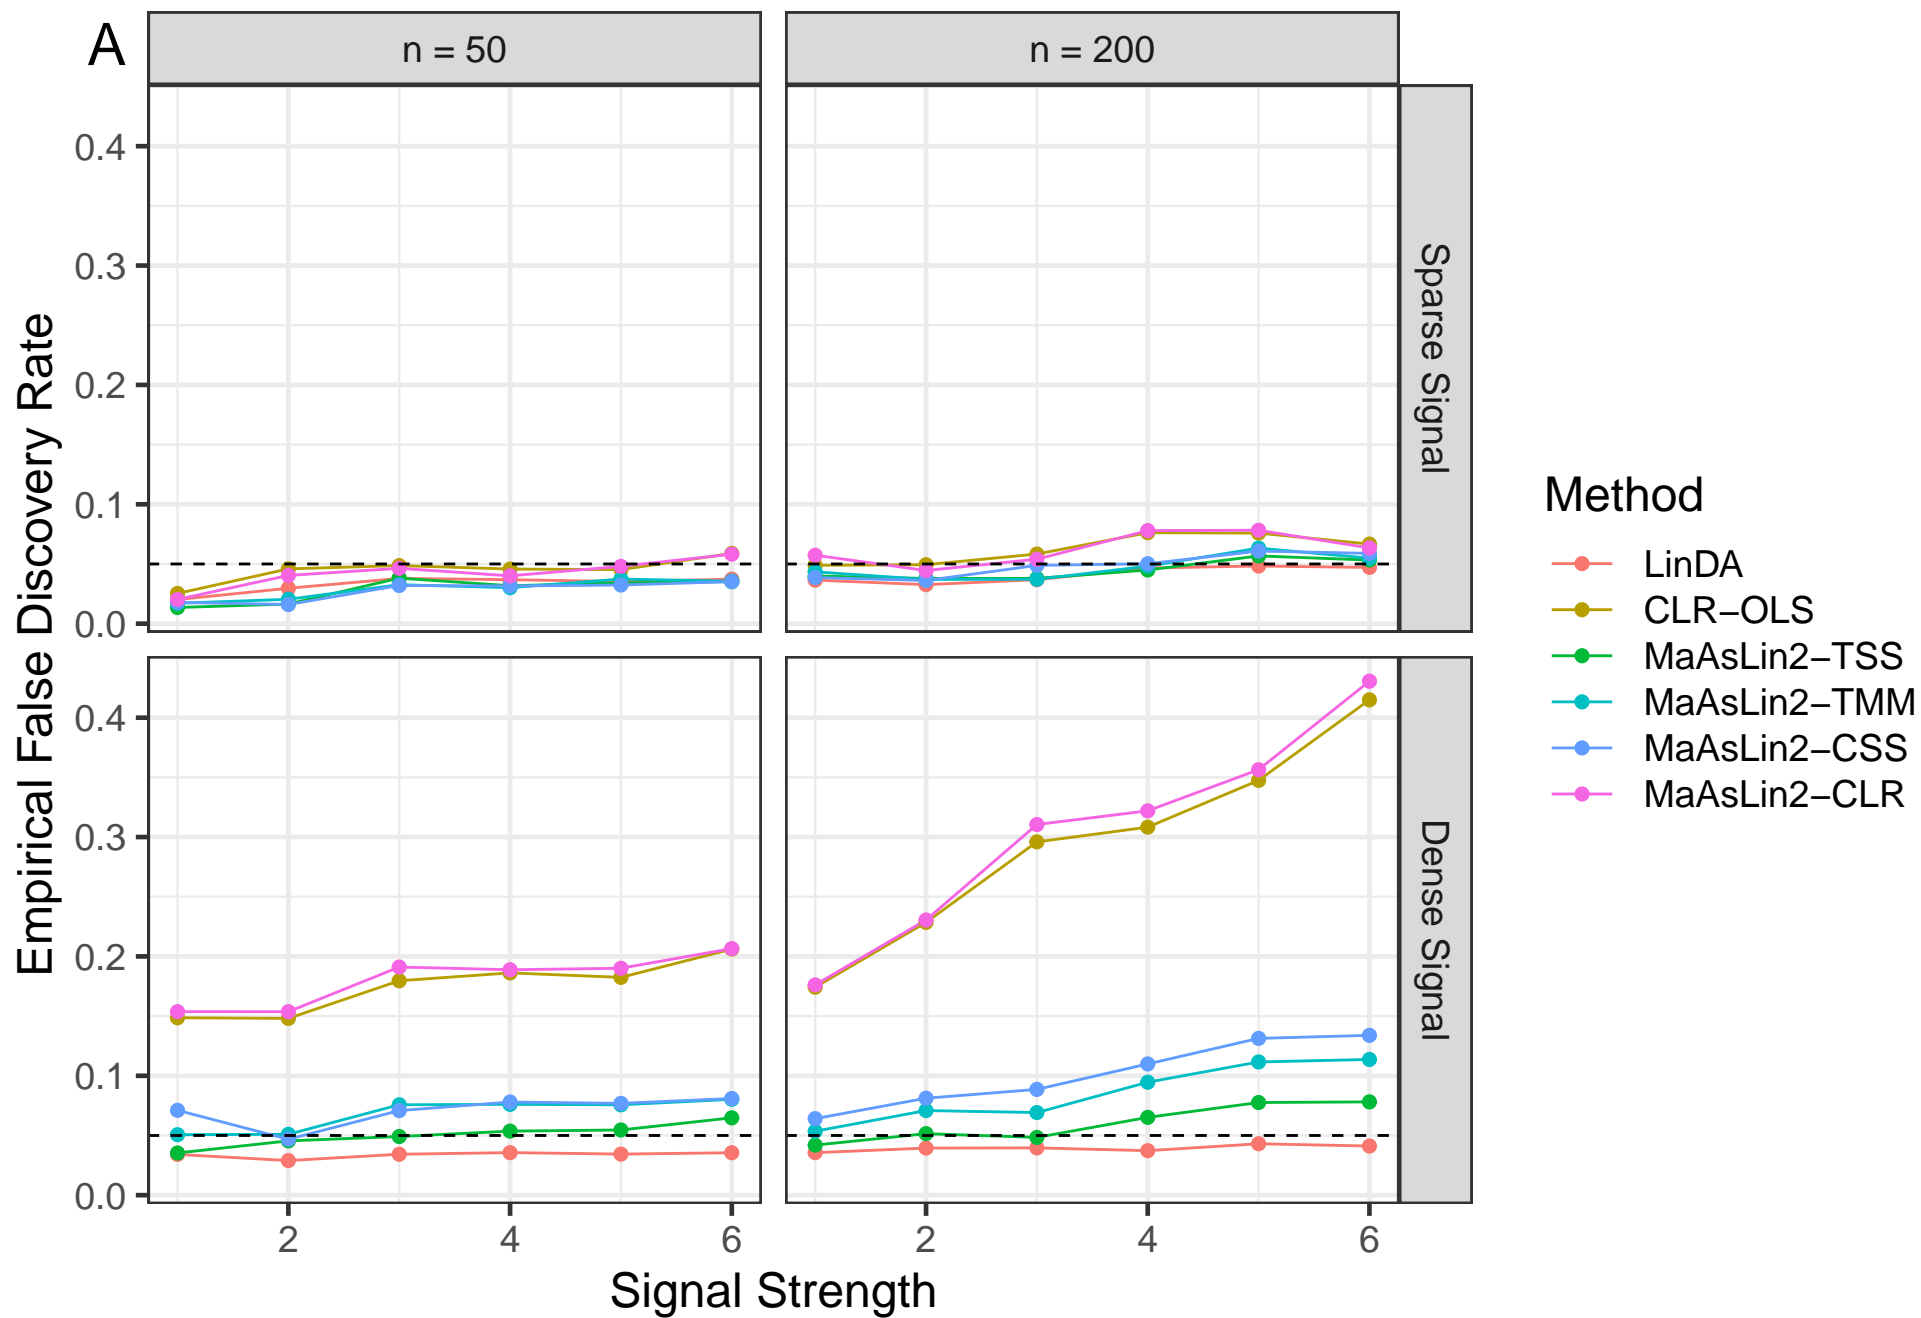 A
n = 50
n = 200
0.4
0.3
0.2
0.1
0.0
Sparse Signal
0.4
0.3
0.2
0.1
0.0
Dense Signal
2
4
6
2
4
6
Signal Strength
Empirical False Discovery Rate
Method
LinDA
CLR−OLS
MaAsLin2−TSS
MaAsLin2−TMM
MaAsLin2−CSS
MaAsLin2−CLR